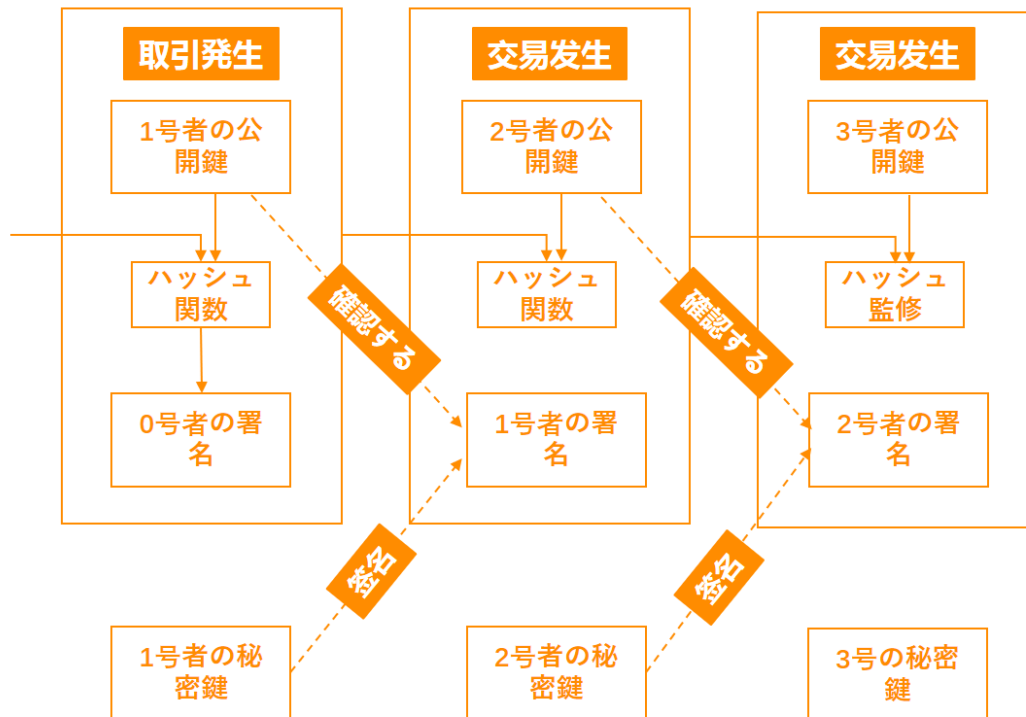 取引発生
交易发生
交易发生
1号者の公
開鍵
2号者の公
開鍵
3号者の公
開鍵
ハッシュ
関数
ハッシュ
関数
ハッシュ
監修
確認する
確認する
0号者の署
名
1号者の署
名
2号者の署
名
签名
签名
1号者の秘
密鍵
2号者の秘
密鍵
3号の秘密
鍵